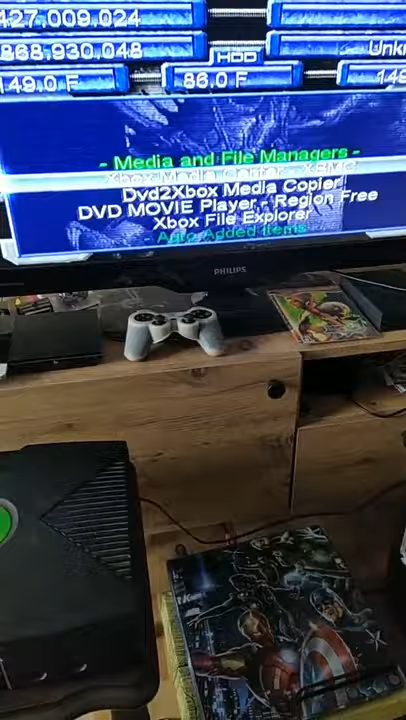 427,009,024
868,930,048
Unkn
HDD
149.0 F
86.0 F
149
- Media and File Managers -
Xbox Media Center - XBMC
Dvd2Xbox Media Copier
DVD MOVIE Player - Region Free
Xbox File Explorer
- Auto Added Items
PHILIPS